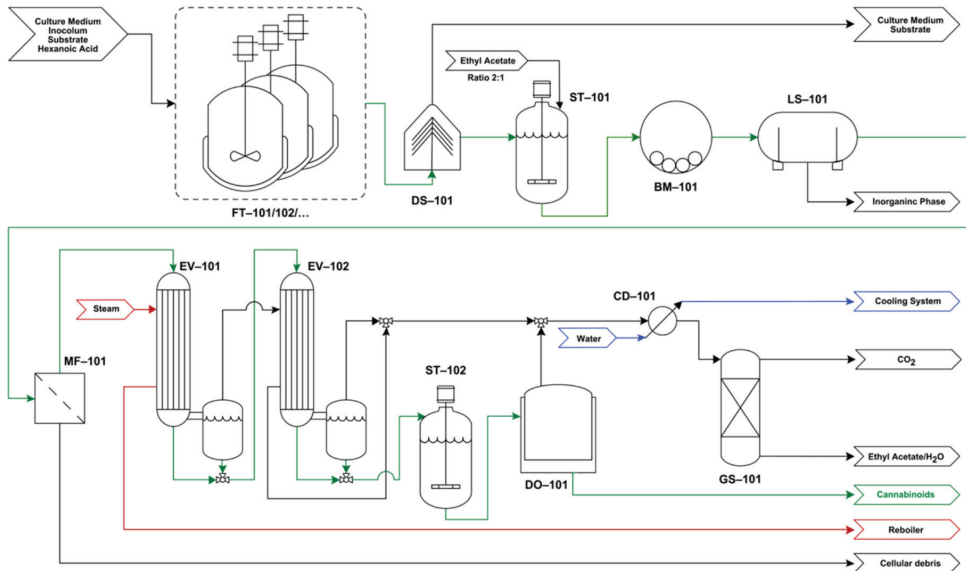 Culture Medium
Inocolum
Substrate
Hexanoic Acid
Culture Medium
Substrate
Ethyl Acetate
Ratio 2:1
ST–101
LS–101
DS–101
BM–101
FT–101/102/...
Inorganinc Phase
EV–101
EV–102
CD–101
Steam
Cooling System
Water
MF–101
ST–102
CO2
DO–101
GS–101
Ethyl Acetate/H2O
Cannabinoids
Reboiler
Cellular debris